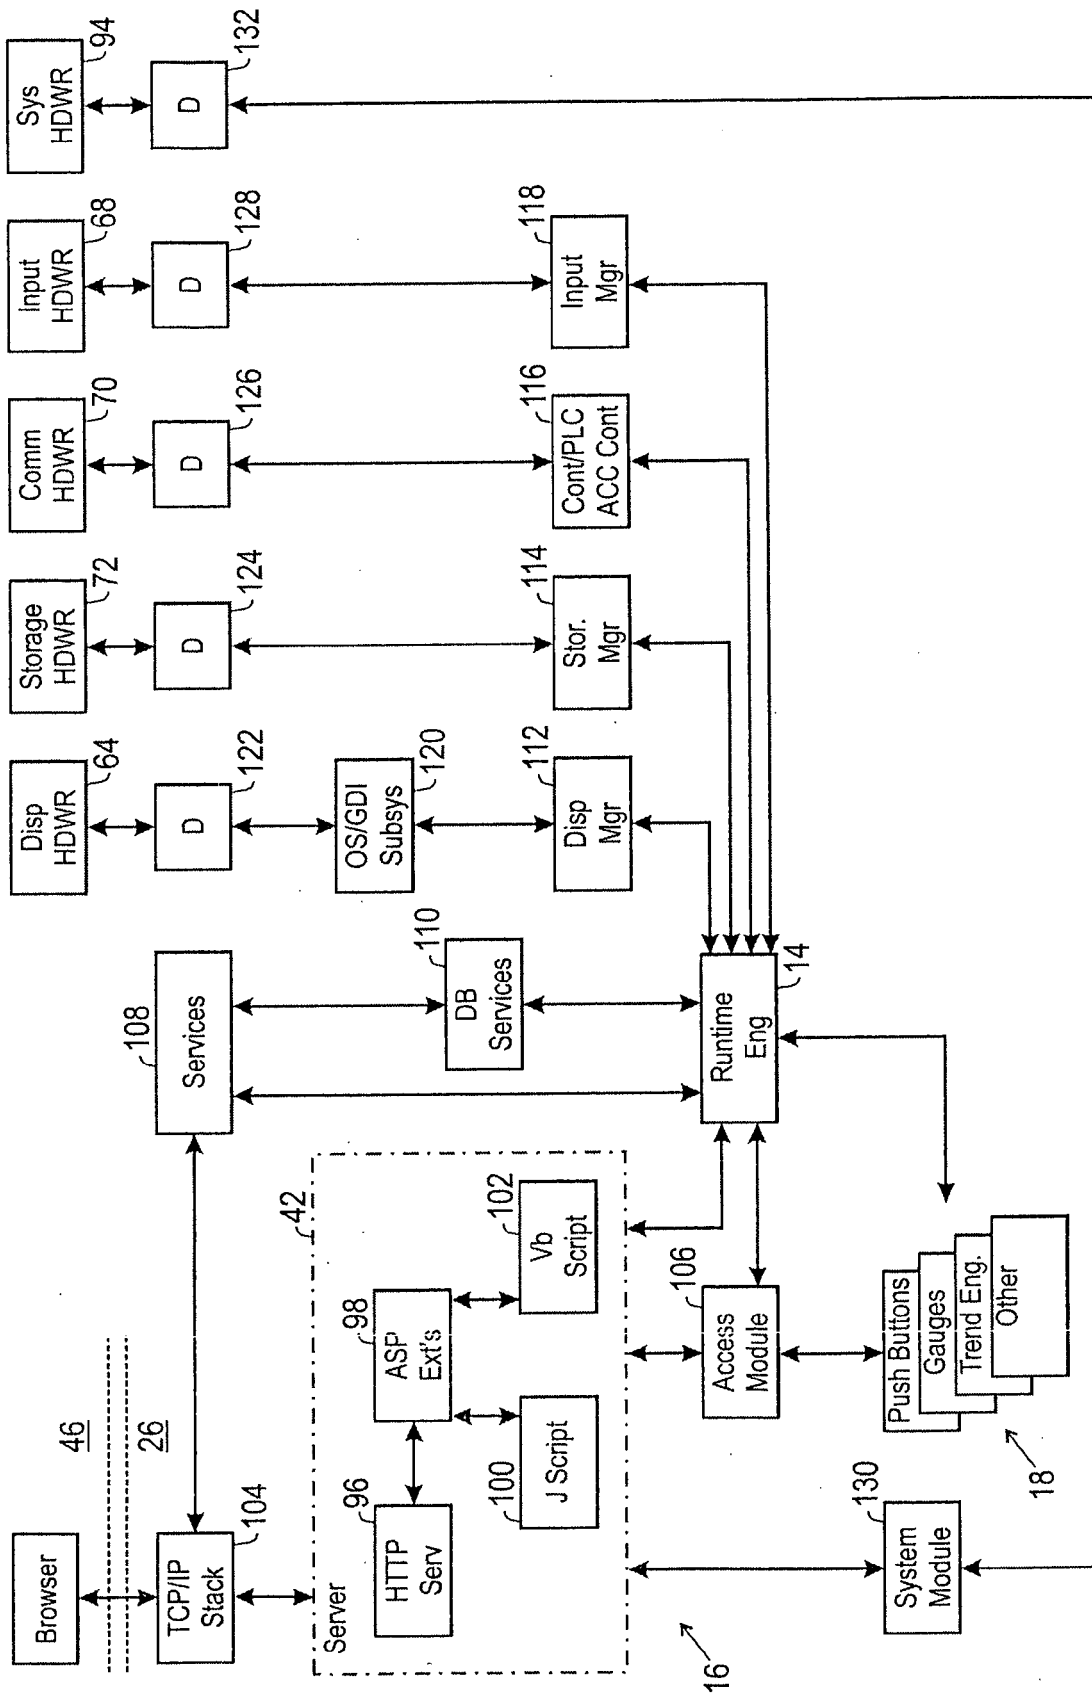 Browser
46
26
TCP/IP
Stack
104
Services
108
Disp
HDWR
64
Storage
HDWR
72
Comm
HDWR
70
Input
HDWR
68
Sys
HDWR
94
D
122
D
124
D
126
D
128
D
132
Server
42
HTTP
Serv
96
ASP
Ext's
98
J Script
100
Vb
Script
102
OS/GDI
Subsys
120
DB
Services
110
Disp
Mgr
112
Stor.
Mgr
114
Cont/PLC
ACC Cont
116
Input
Mgr
118
16
Access
Module
106
Runtime
Eng
14
System
Module
130
Push Buttons
Gauges
Trend Eng.
Other
18